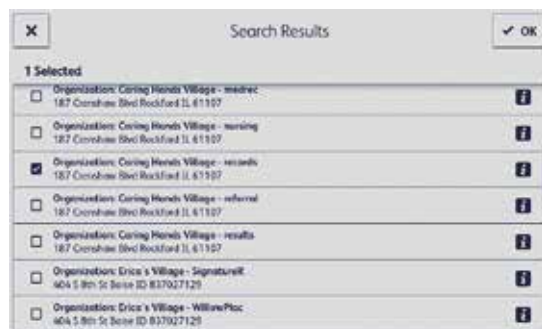 Search Results
OK
1 Selected
Organization: Caring Hands Village - medrec
187 Crenshaw Blvd Rockford IL 61107
Organization: Caring Hands Village - nursing
187 Crenshaw Blvd Rockford IL 61107
Organization: Caring Hands Village - records
187 Crenshaw Blvd Rockford IL 61107
Organization: Caring Hands Village - referral
187 Crenshaw Blvd Rockford IL 61107
Organization: Caring Hands Village - results
187 Crenshaw Blvd Rockford IL 61107
Organization: Erica's Village - SignatureR
404 S 8th St Boise ID 837027129
Organization: Erica's Village - WillowPlac
404 S 8th St Boise ID 837027129